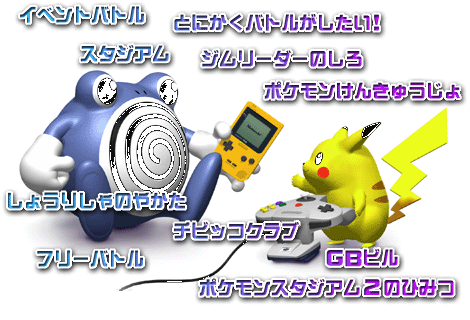 イベントバトル
とにかくバトルがしたい!
スタジアム
ジムリーダーのしろ
ポケモンけんきゅうじょ
しょうりしゃのやかた
チビッコクラブ
フリーバトル
GBビル
ポケモンスタジアム2のひみつ